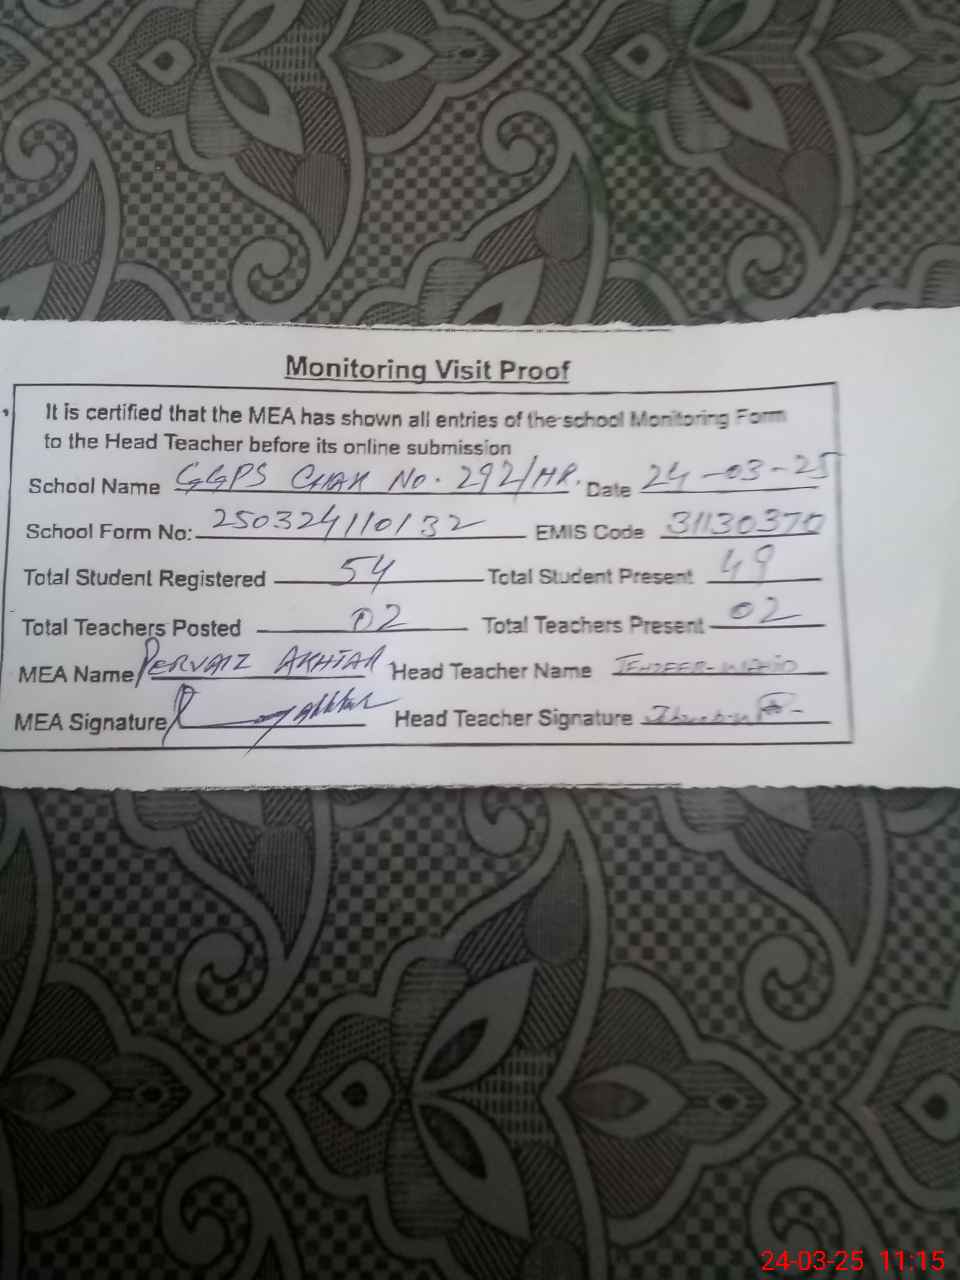 Monitoring Visit Proof
It is certified that the MEA has shown all entries of the school Monitoring Form
to the Head Teacher before its online submission
School Name GGPS CHAK No. 292/HR. Date 24-03-25
School Form No: 250324110132 EMIS Code 31130370
Total Student Registered 54 Total Student Present 49
Total Teachers Posted 02 Total Teachers Present 02
MEA Name PERVAIZ AKHTAR Head Teacher Name
MEA Signature Head Teacher Signature
24-03-25 11:15